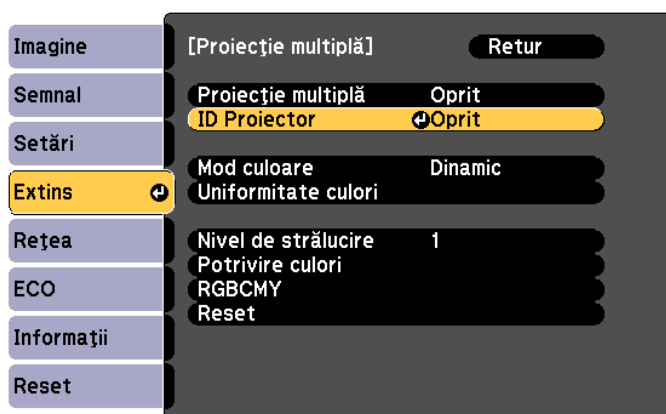 Imagine
Semnal
Setări
Extins
Reţea
ECO
Informaţii
Reset
[Proiecţie multiplă] Retur
Proiecţie multiplă Oprit
ID Proiector Oprit
Mod culoare Dinamic
Uniformitate culori
Nivel de strălucire 1
Potrivire culori
RGBCMY
Reset